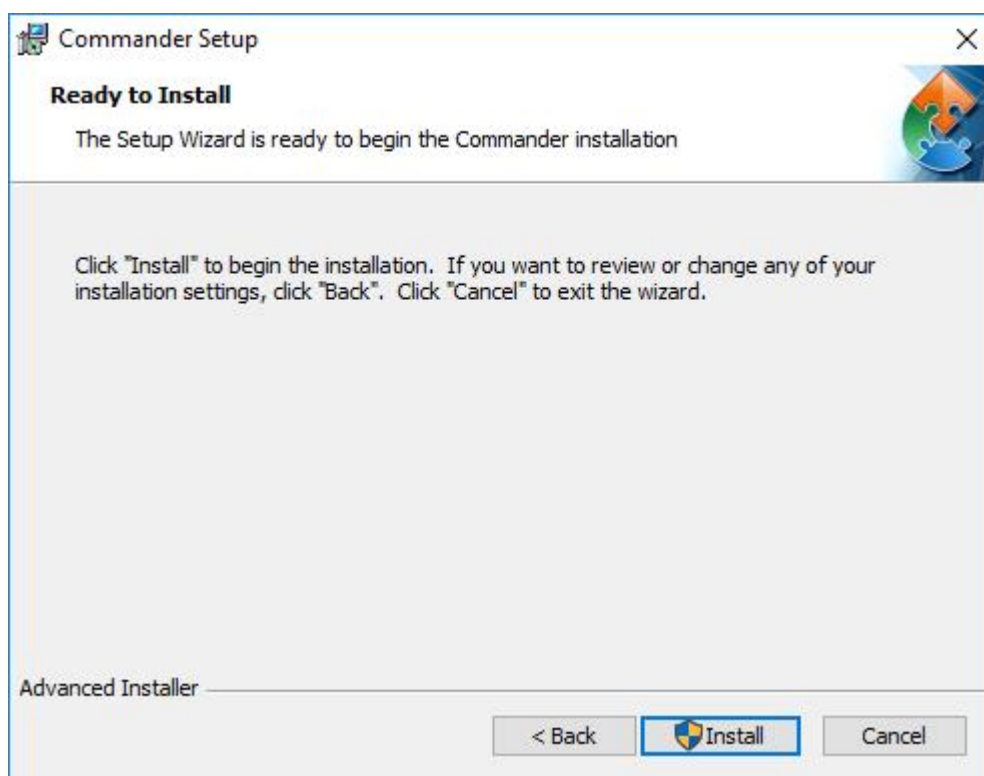 Commander Setup
Ready to Install
The Setup Wizard is ready to begin the Commander installation
Click "Install" to begin the installation.  If you want to review or change any of your
installation settings, click "Back".  Click "Cancel" to exit the wizard.
Advanced Installer
< Back Install Cancel